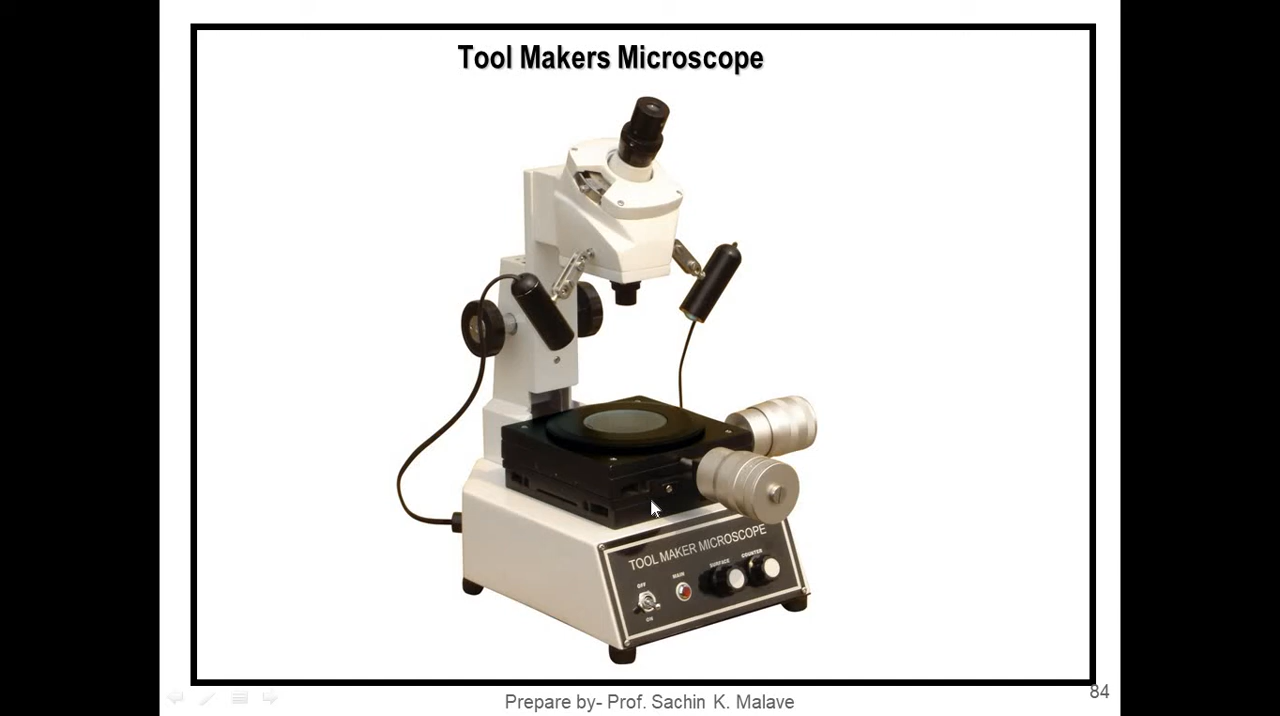 Tool Makers Microscope
TOOL MAKER MICROSCOPE
OFF
MAIN
SURFACE
COUNTER
ON
84
Prepare by- Prof. Sachin K. Malave